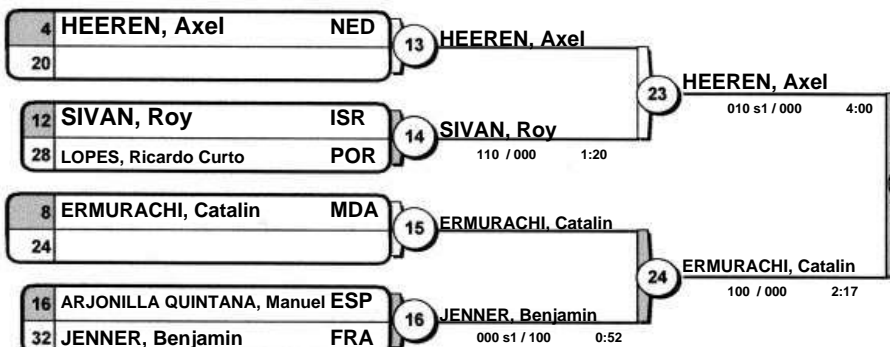 4 HEEREN, Axel NED
20
13
HEEREN, Axel
12 SIVAN, Roy ISR
28 LOPES, Ricardo Curto POR
14
SIVAN, Roy
110 / 000 1:20
23
HEEREN, Axel
010 s1 / 000 4:00
8 ERMURACHI, Catalin MDA
24
15
ERMURACHI, Catalin
16 ARJONILLA QUINTANA, Manuel ESP
32 JENNER, Benjamin FRA
16
JENNER, Benjamin
000 s1 / 100 0:52
24
ERMURACHI, Catalin
100 / 000 2:17